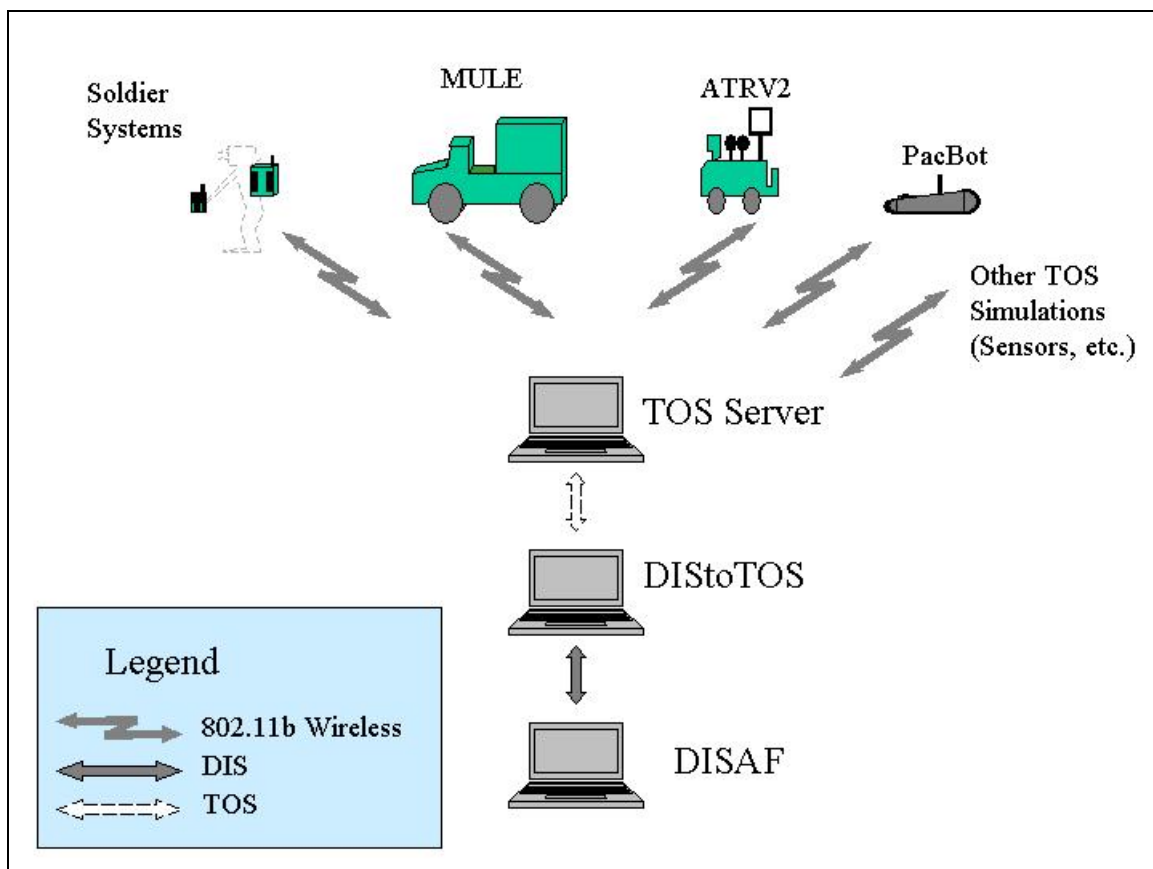 Soldier
Systems
MULE
ATRV2
PacBot
Other TOS
Simulations
(Sensors, etc.)
TOS Server
DIStoTOS
DISAF
Legend
802.11b Wireless
DIS
TOS